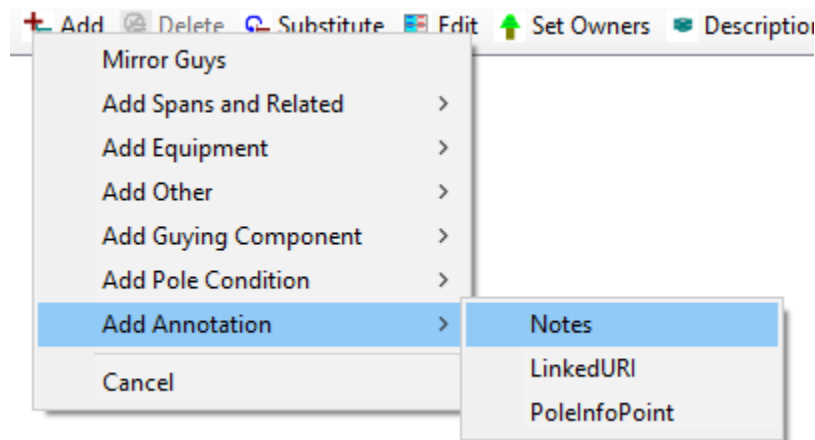 Add Delete Substitute Edit Set Owners Description
Mirror Guys
Add Spans and Related >
Add Equipment >
Add Other >
Add Guying Component >
Add Pole Condition >
Add Annotation >
Notes
LinkedURI
PoleInfoPoint
Cancel